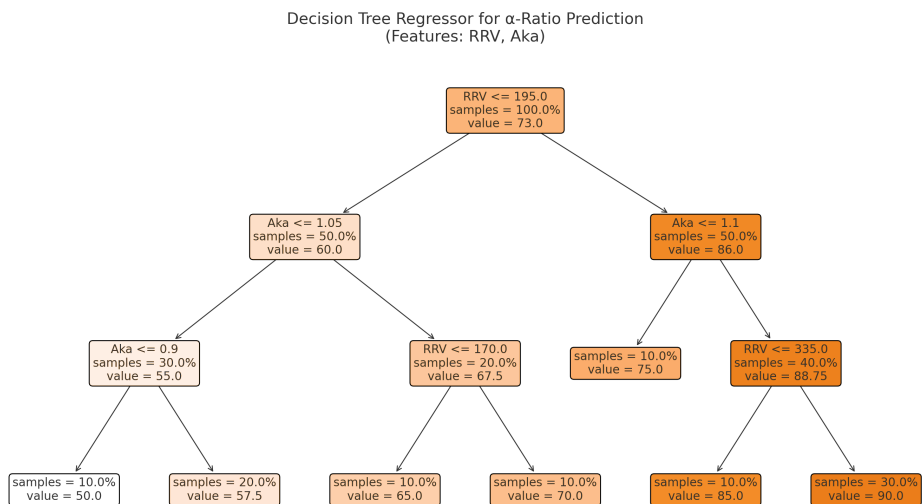 Decision Tree Regressor for α-Ratio Prediction
(Features: RRV, Aka)
RRV <= 195.0
samples = 100.0%
value = 73.0
Aka <= 1.05
samples = 50.0%
value = 60.0
Aka <= 1.1
samples = 50.0%
value = 86.0
Aka <= 0.9
samples = 30.0%
value = 55.0
RRV <= 170.0
samples = 20.0%
value = 67.5
samples = 10.0%
value = 75.0
RRV <= 335.0
samples = 40.0%
value = 88.75
samples = 10.0%
value = 50.0
samples = 20.0%
value = 57.5
samples = 10.0%
value = 65.0
samples = 10.0%
value = 70.0
samples = 10.0%
value = 85.0
samples = 30.0%
value = 90.0